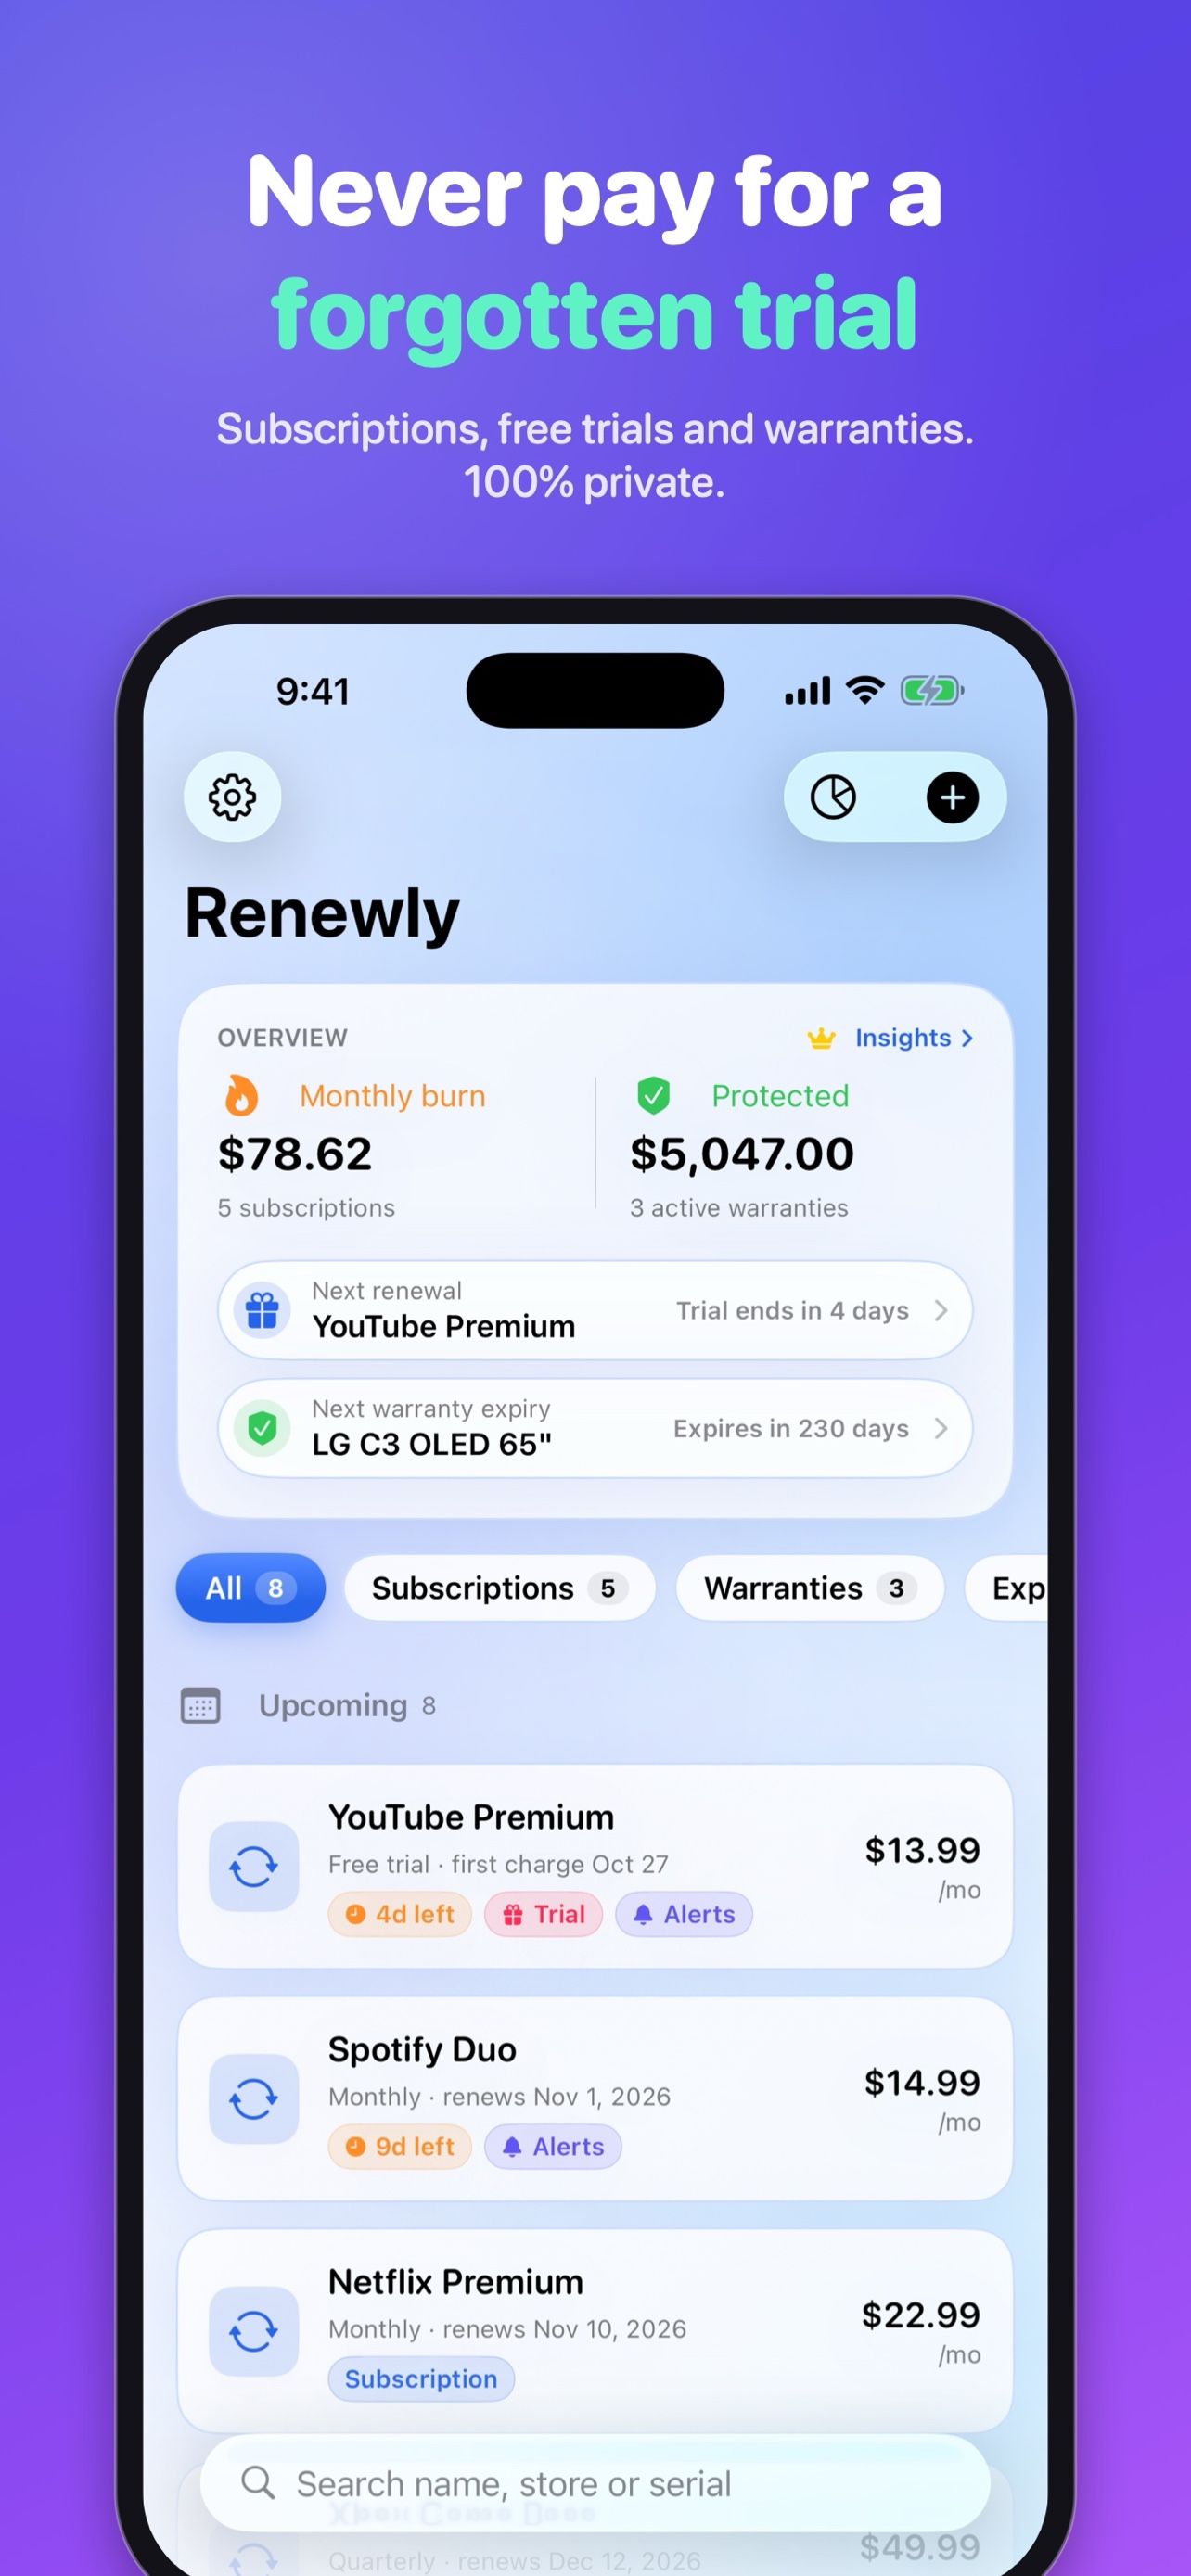 Never pay for a
forgotten trial
Subscriptions, free trials and warranties.
100% private.
9:41
Renewly
OVERVIEW
Insights
Monthly burn
Protected
$78.62
$5,047.00
5 subscriptions
3 active warranties
Next renewal
YouTube Premium
Trial ends in 4 days
Next warranty expiry
LG C3 OLED 65"
Expires in 230 days
All 8 Subscriptions 5 Warranties 3 Exp
Upcoming 8
YouTube Premium
Free trial · first charge Oct 27
$13.99
/mo
4d left Trial Alerts
Spotify Duo
Monthly · renews Nov 1, 2026
$14.99
/mo
9d left Alerts
Netflix Premium
Monthly · renews Nov 10, 2026
$22.99
/mo
Subscription
Search name, store or serial
$49.99
Quarterly · renews Dec 12, 2026